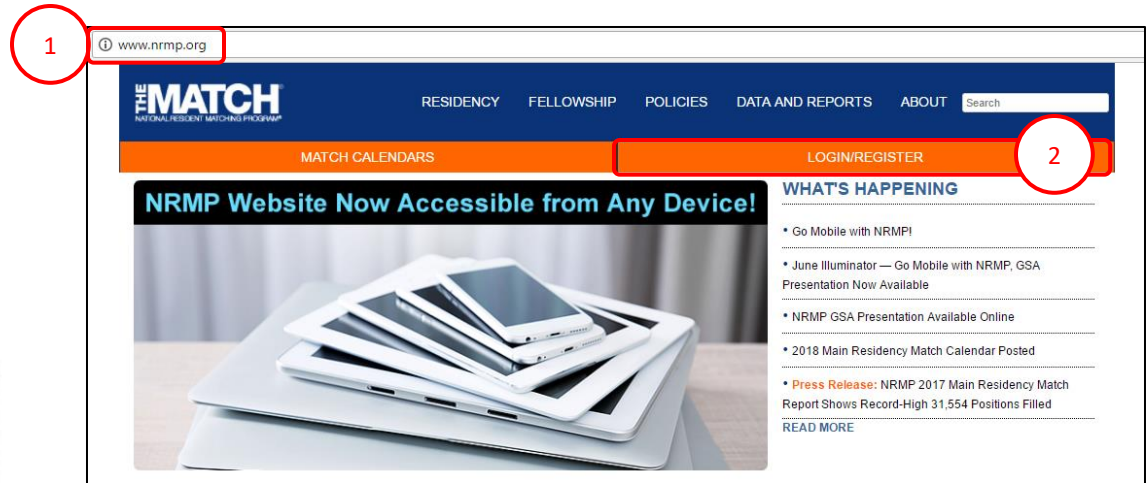 1
www.nrmp.org
THE MATCH
NATIONAL RESIDENT MATCHING PROGRAM®
RESIDENCY FELLOWSHIP POLICIES DATA AND REPORTS ABOUT Search
MATCH CALENDARS LOGIN/REGISTER 2
NRMP Website Now Accessible from Any Device!
WHAT'S HAPPENING
• Go Mobile with NRMP!
• June Illuminator — Go Mobile with NRMP, GSA
Presentation Now Available
• NRMP GSA Presentation Available Online
• 2018 Main Residency Match Calendar Posted
• Press Release: NRMP 2017 Main Residency Match
Report Shows Record-High 31,554 Positions Filled
READ MORE